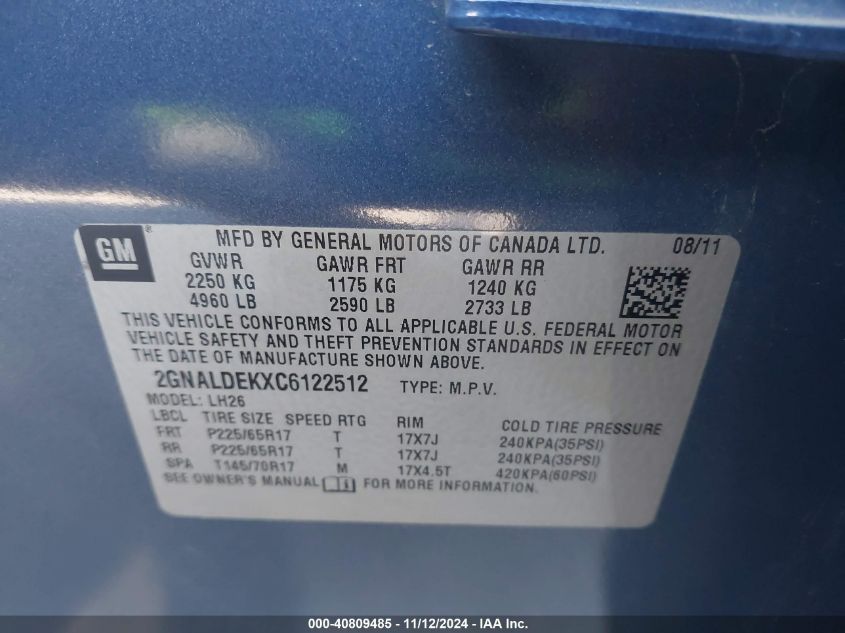 GM ®
MFD BY GENERAL MOTORS OF CANADA LTD. 08/11
GVWR GAWR FRT GAWR RR
2250 KG 1175 KG 1240 KG
4960 LB 2590 LB 2733 LB
THIS VEHICLE CONFORMS TO ALL APPLICABLE U.S. FEDERAL MOTOR
VEHICLE SAFETY AND THEFT PREVENTION STANDARDS IN EFFECT ON
THE DATE OF MANUFACTURE SHOWN ABOVE.
2GNALDEKXC6122512 TYPE: M.P.V.
MODEL: LH26
LBCL TIRE SIZE SPEED RTG RIM COLD TIRE PRESSURE
FRT P225/65R17 T 17X7J 240KPA(35PSI)
RR P225/65R17 T 17X7J 240KPA(35PSI)
SPA T145/70R17 M 17X4.5T 420KPA(60PSI)
SEE OWNER'S MANUAL FOR MORE INFORMATION.
000-40809485 - 11/12/2024 - IAA Inc.